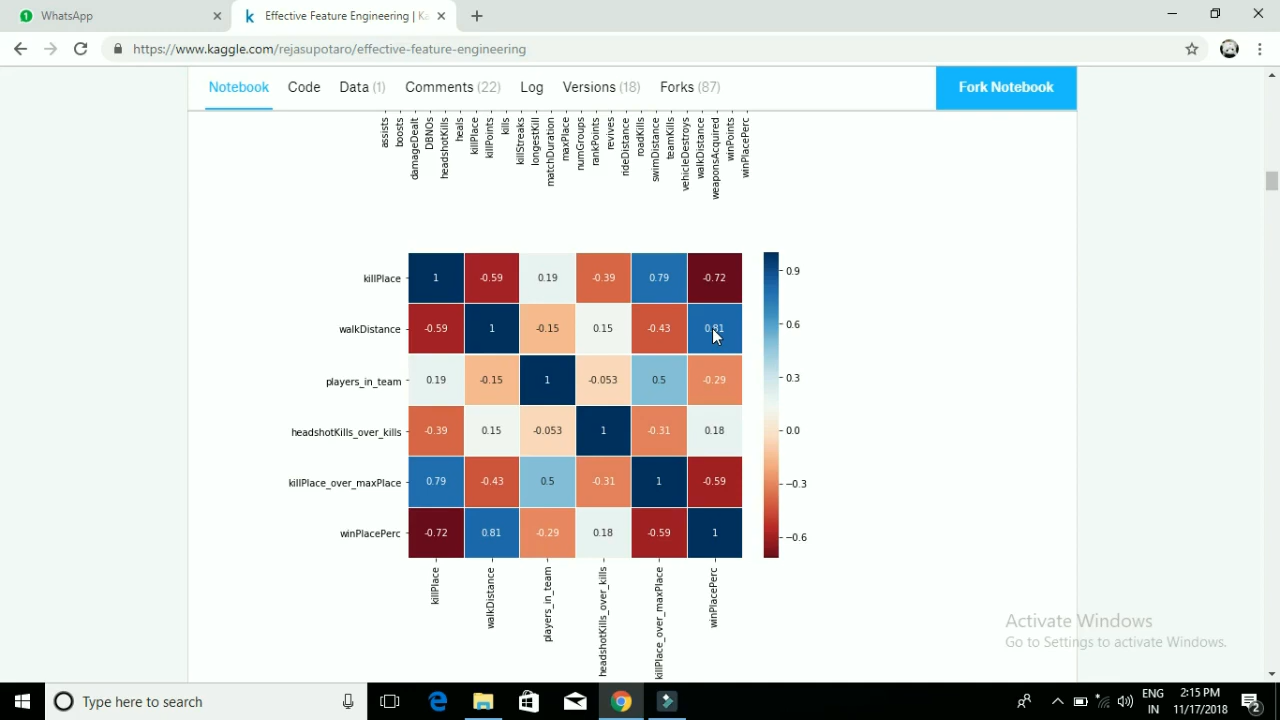 WhatsApp
Effective Feature Engineering | Ka
https://www.kaggle.com/rejasupotaro/effective-feature-engineering
Notebook Code Data (1) Comments (22) Log Versions (18) Forks (87) Fork Notebook
assists
boosts
damageDealt
DBNOs
headshotKills
heals
killPlace
killPoints
kills
killStreaks
longestKill
matchDuration
maxPlace
numGroups
rankPoints
revives
rideDistance
roadKills
swimDistance
teamKills
vehicleDestroys
walkDistance
weaponsAcquired
winPoints
winPlacePerc
killPlace 1 -0.59 0.19 -0.39 0.79 -0.72
walkDistance -0.59 1 -0.15 0.15 -0.43 0.81
players_in_team 0.19 -0.15 1 -0.053 0.5 -0.29
headshotKills_over_kills -0.39 0.15 -0.053 1 -0.31 0.18
killPlace_over_maxPlace 0.79 -0.43 0.5 -0.31 1 -0.59
winPlacePerc -0.72 0.81 -0.29 0.18 -0.59 1
0.9
0.6
0.3
0.0
−0.3
−0.6
killPlace
walkDistance
players_in_team
headshotKills_over_kills
killPlace_over_maxPlace
winPlacePerc
Activate Windows
Go to Settings to activate Windows.
Type here to search
ENG
IN
2:15 PM
11/17/2018
2